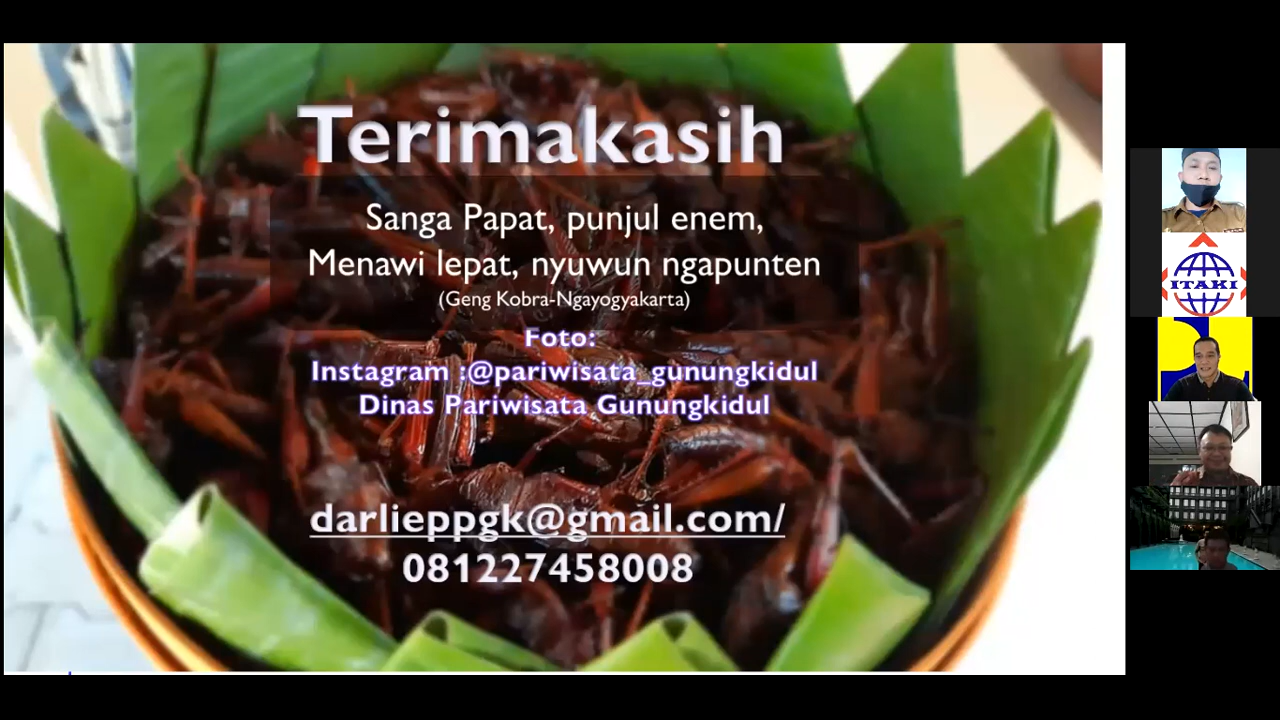 Terimakasih
Sanga Papat, punjul enem,
Menawi lepat, nyuwun ngapunten
(Geng Kobra-Ngayogyakarta)
Foto:
Instagram :@pariwisata_gunungkidul
Dinas Pariwisata Gunungkidul
darlieppgk@gmail.com/
081227458008
ITAKI